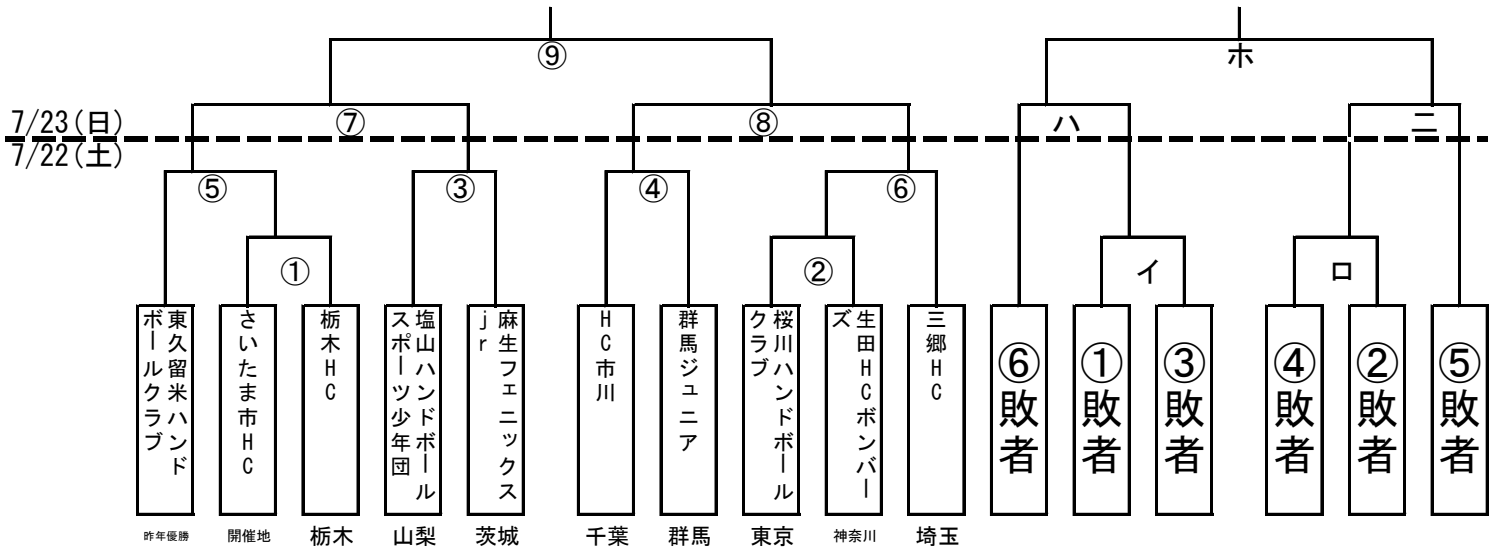 ⑨
ホ
7/23(日)
⑦
⑧
ハ
ニ
7/22(土)
⑤
③
④
⑥
①
②
イ
ロ
東久留米ハンド
ボールクラブ
さいたま市HC
栃木HC
塩山ハンドボール
スポーツ少年団
麻生フェニックス
jr
HC市川
群馬ジュニア
桜川ハンドボール
クラブ
生田HCボンバー
ズ
三郷HC
⑥敗者
①敗者
③敗者
④敗者
②敗者
⑤敗者
昨年優勝
開催地
栃木
山梨
茨城
千葉
群馬
東京
神奈川
埼玉